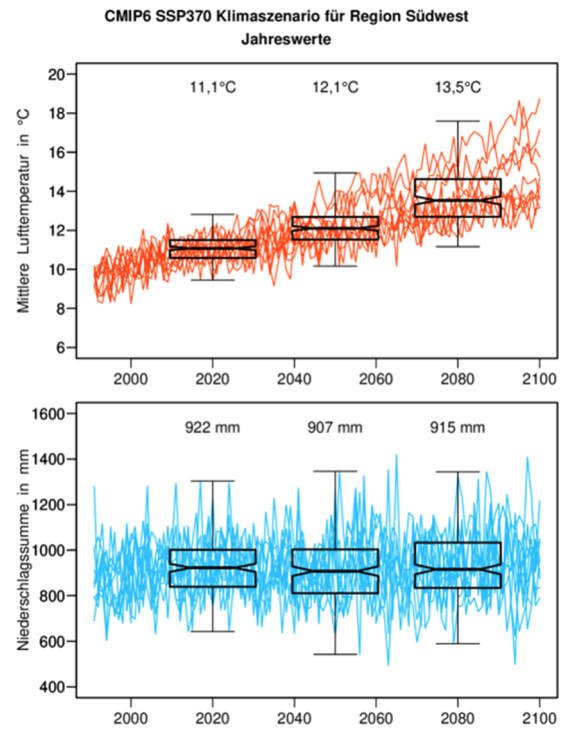 CMIP6 SSP370 Klimaszenario für Region Südwest
Jahreswerte
Mittlere Lufttemperatur in °C
20
18
16
14
12
10
8
6
11,1°C 12,1°C 13,5°C
2000 2020 2040 2060 2080 2100
Niederschlagssumme in mm
1600
1400
1200
1000
800
600
400
922 mm 907 mm 915 mm
2000 2020 2040 2060 2080 2100